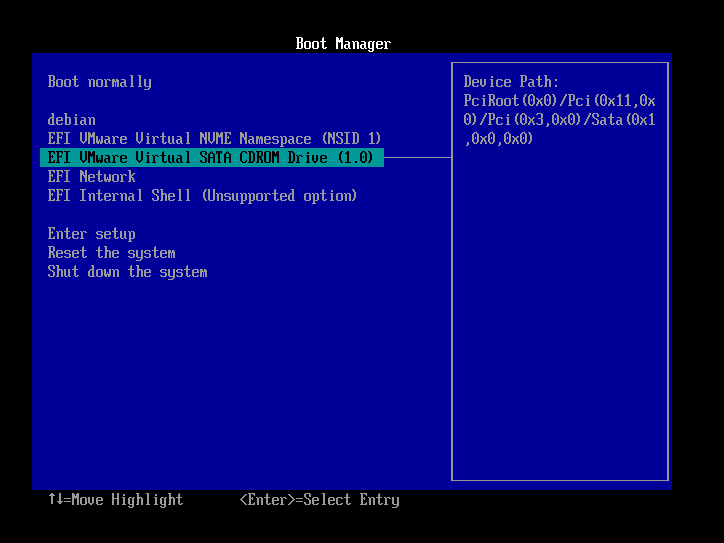 Boot Manager
Boot normally
debian
EFI VMware Virtual NVME Namespace (NSID 1)
EFI VMware Virtual SATA CDROM Drive (1.0)
EFI Network
EFI Internal Shell (Unsupported option)
Enter setup
Reset the system
Shut down the system
Device Path:
PciRoot(0x0)/Pci(0x11,0x
0)/Pci(0x3,0x0)/Sata(0x1
,0x0,0x0)
↑↓=Move Highlight
<Enter>=Select Entry